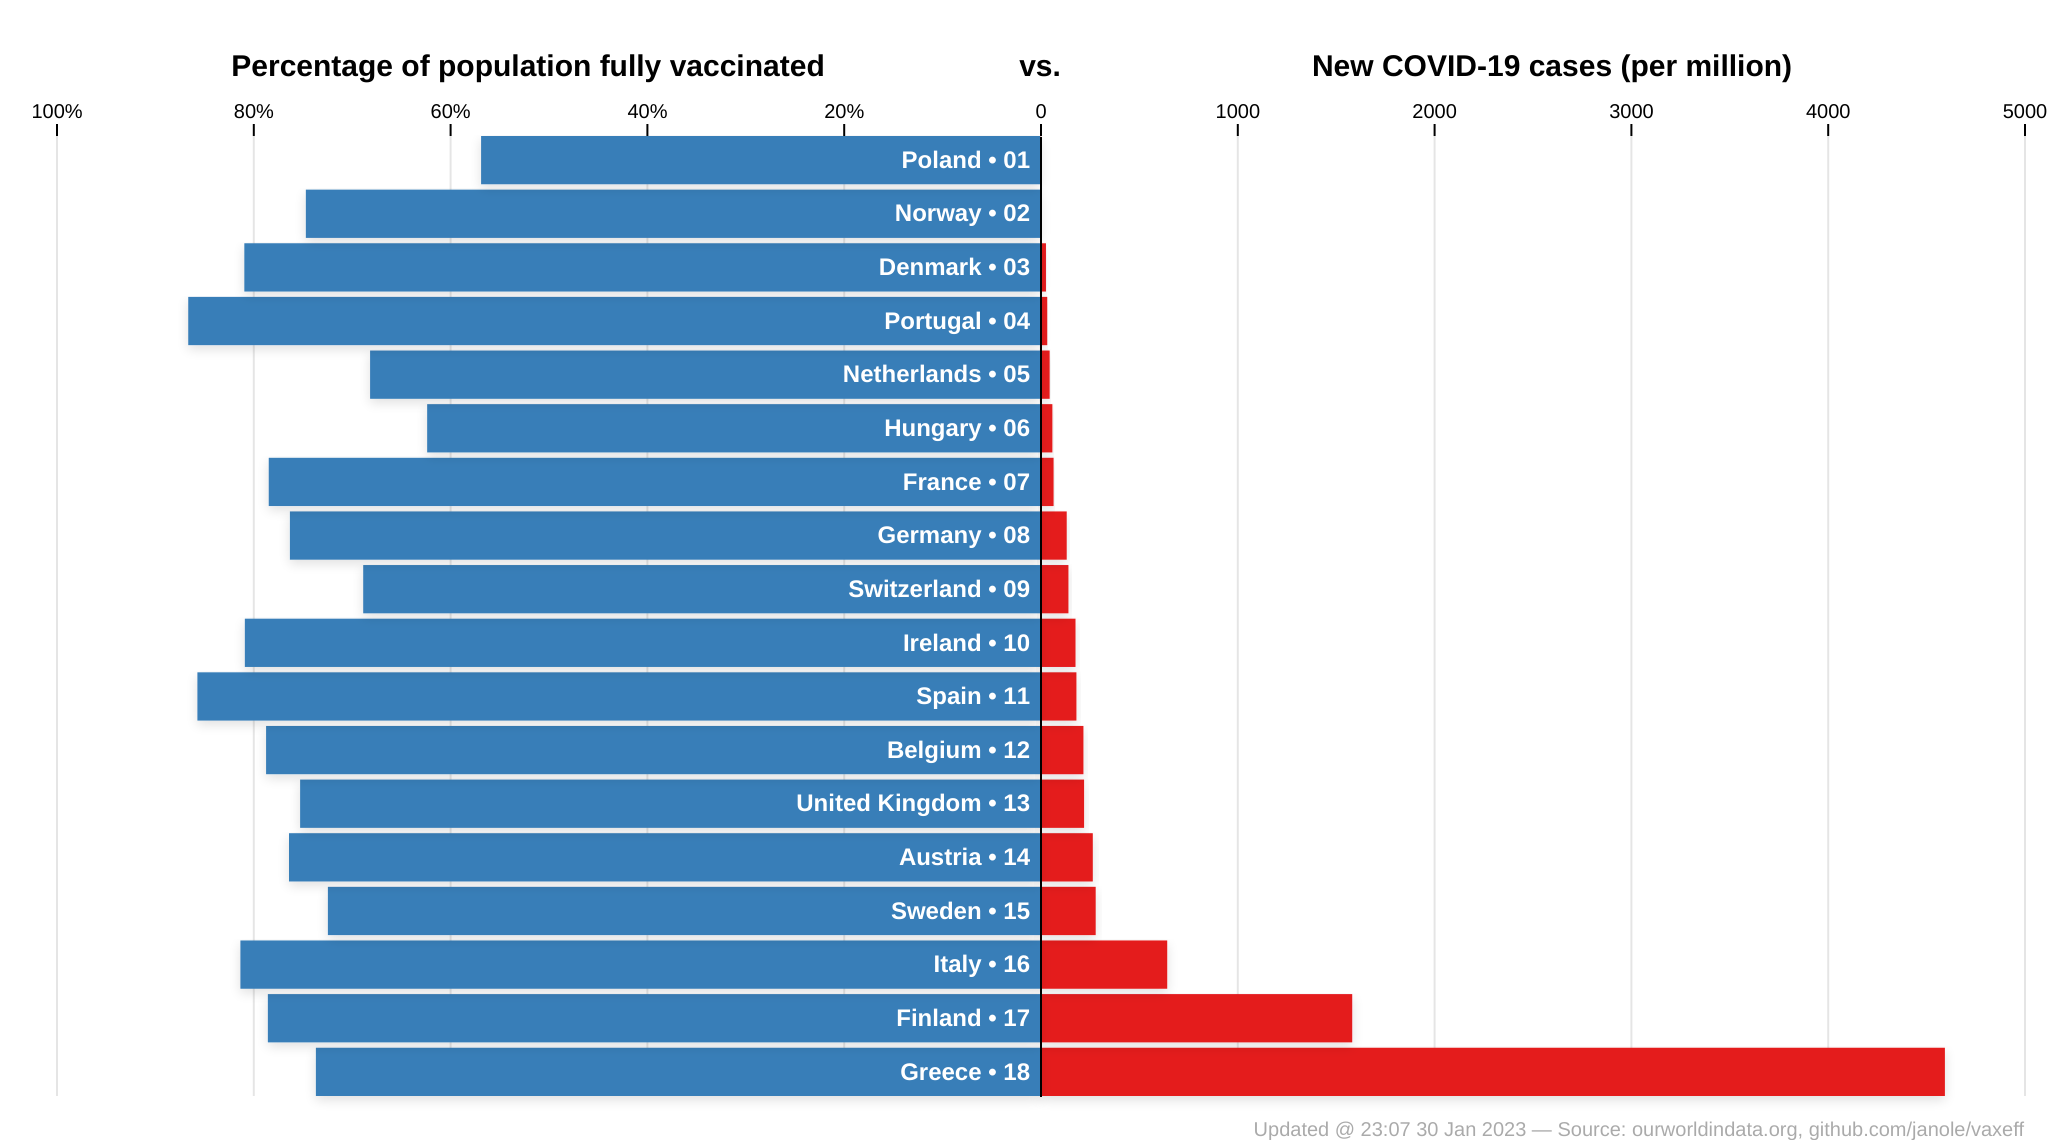 Percentage of population fully vaccinated vs. New COVID-19 cases (per million)
100% 80% 60% 40% 20% 0 1000 2000 3000 4000 5000
Poland • 01
Norway • 02
Denmark • 03
Portugal • 04
Netherlands • 05
Hungary • 06
France • 07
Germany • 08
Switzerland • 09
Ireland • 10
Spain • 11
Belgium • 12
United Kingdom • 13
Austria • 14
Sweden • 15
Italy • 16
Finland • 17
Greece • 18
Updated @ 23:07 30 Jan 2023 — Source: ourworldindata.org, github.com/janole/vaxeff